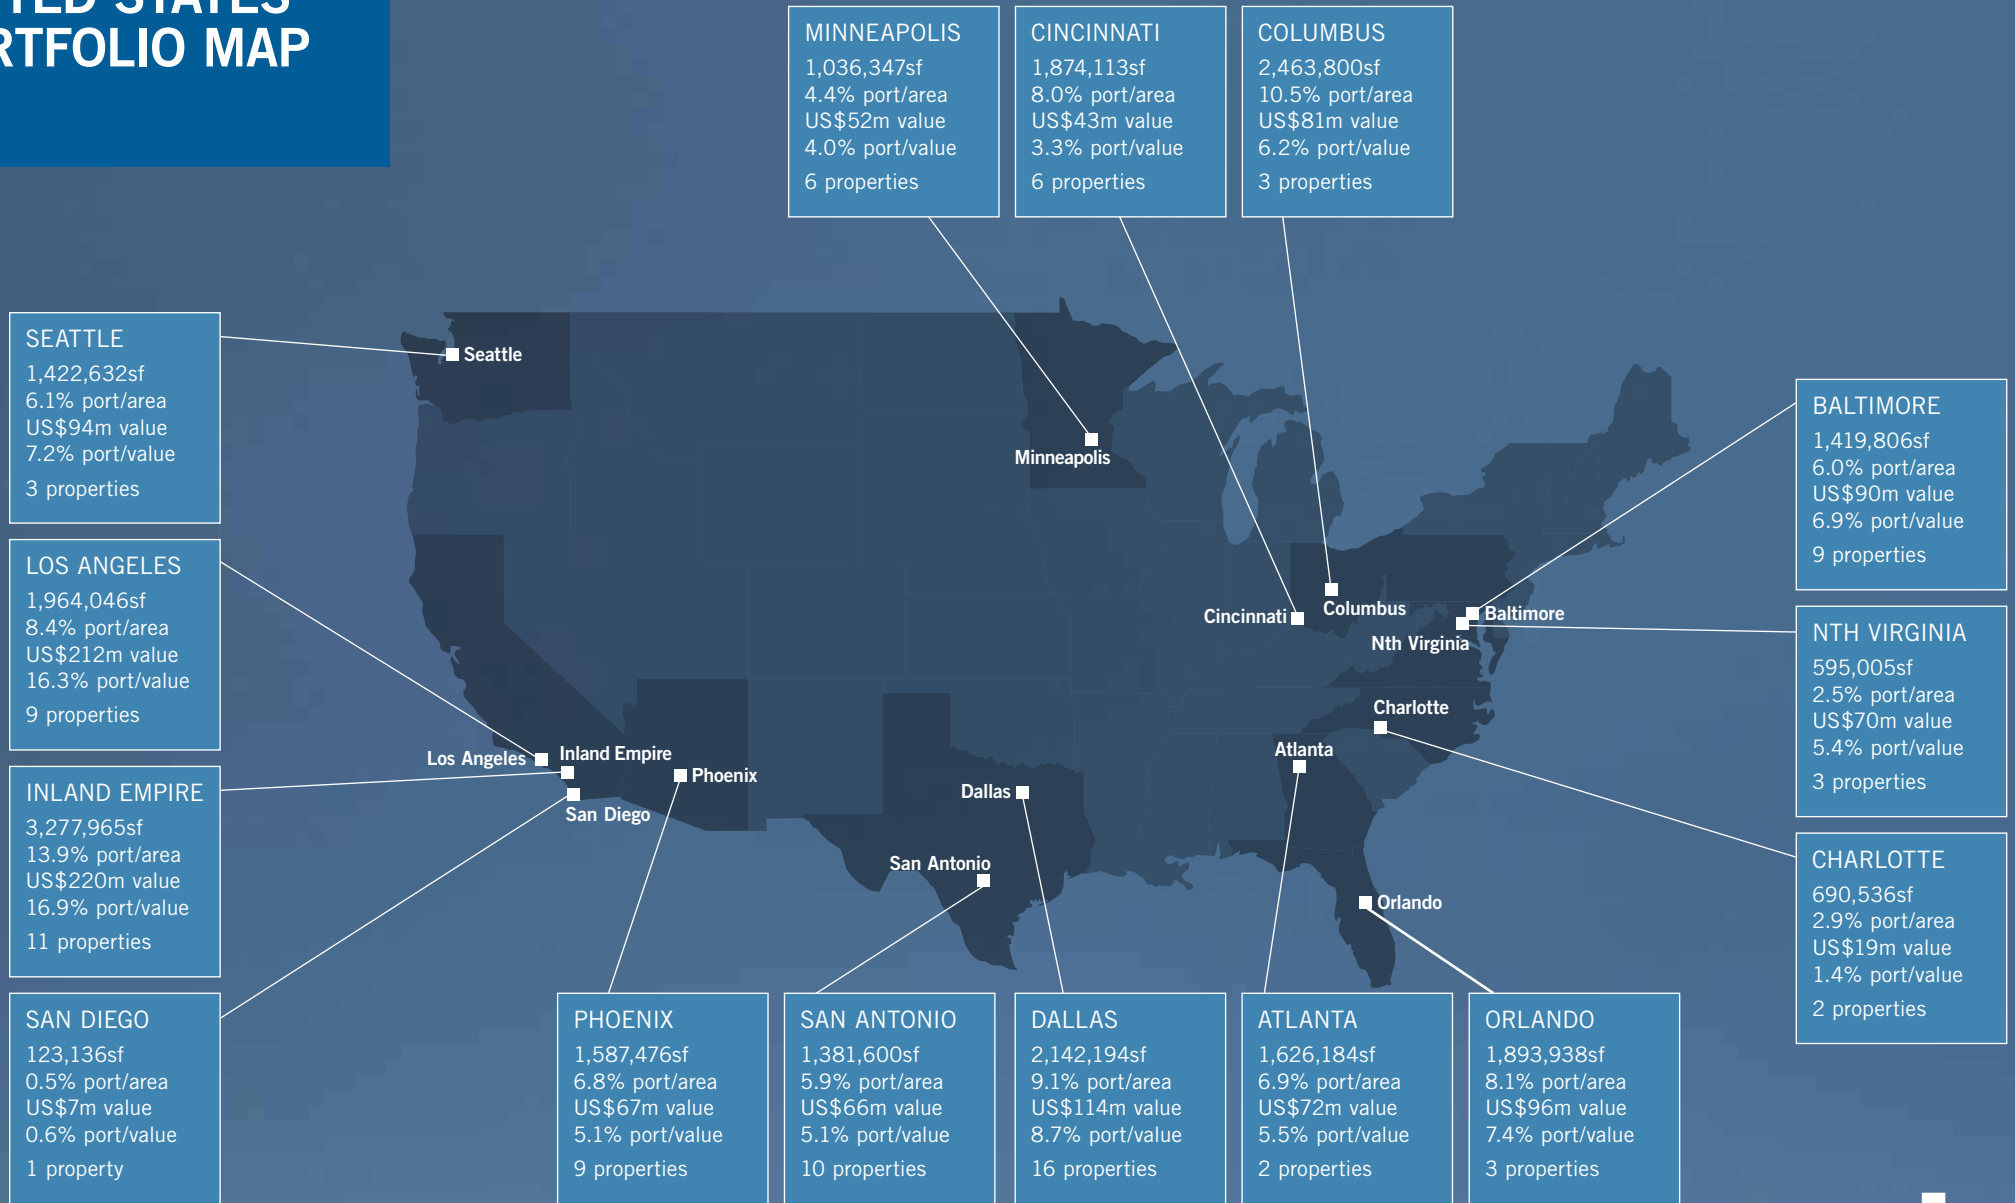 RTFOLIO MAP
MINNEAPOLIS
1,036,347sf
4.4% port/area
US$52m value
4.0% port/value
6 properties
CINCINNATI
1,874,113sf
8.0% port/area
US$43m value
3.3% port/value
6 properties
COLUMBUS
2,463,800sf
10.5% port/area
US$81m value
6.2% port/value
3 properties
SEATTLE
1,422,632sf
6.1% port/area
US$94m value
7.2% port/value
3 properties
LOS ANGELES
1,964,046sf
8.4% port/area
US$212m value
16.3% port/value
9 properties
INLAND EMPIRE
3,277,965sf
13.9% port/area
US$220m value
16.9% port/value
11 properties
SAN DIEGO
123,136sf
0.5% port/area
US$7m value
0.6% port/value
1 property
Seattle
Minneapolis
Cincinnati
Columbus
Baltimore
Nth Virginia
Charlotte
Atlanta
Los Angeles
Inland Empire
San Diego
Phoenix
Dallas
San Antonio
Orlando
BALTIMORE
1,419,806sf
6.0% port/area
US$90m value
6.9% port/value
9 properties
NTH VIRGINIA
595,005sf
2.5% port/area
US$70m value
5.4% port/value
3 properties
CHARLOTTE
690,536sf
2.9% port/area
US$19m value
1.4% port/value
2 properties
PHOENIX
1,587,476sf
6.8% port/area
US$67m value
5.1% port/value
9 properties
SAN ANTONIO
1,381,600sf
5.9% port/area
US$66m value
5.1% port/value
10 properties
DALLAS
2,142,194sf
9.1% port/area
US$114m value
8.7% port/value
16 properties
ATLANTA
1,626,184sf
6.9% port/area
US$72m value
5.5% port/value
2 properties
ORLANDO
1,893,938sf
8.1% port/area
US$96m value
7.4% port/value
3 properties